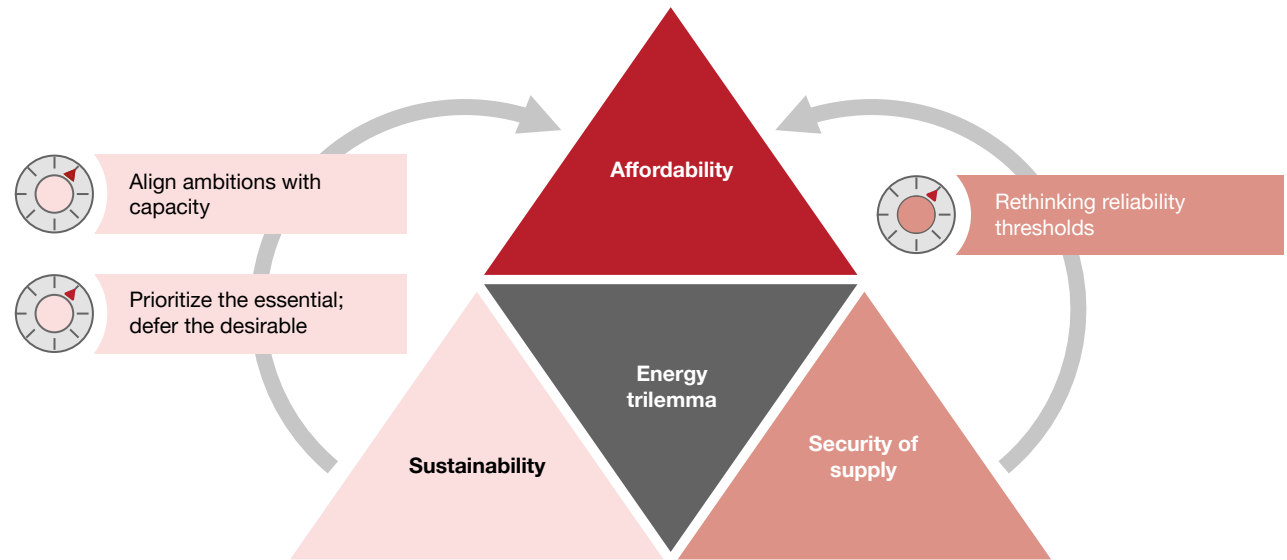 Affordability
Align ambitions with
capacity
Rethinking reliability
thresholds
Prioritize the essential;
defer the desirable
Energy
trilemma
Sustainability
Security of
supply